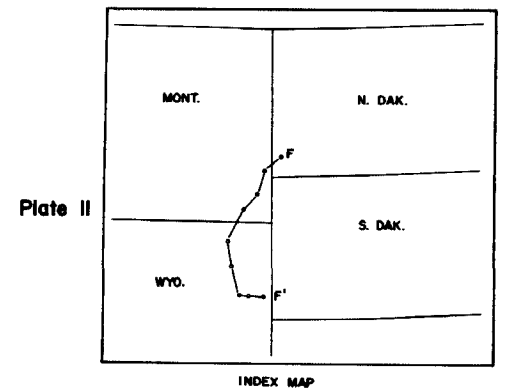 MONT.
N. DAK.
F
Plate II
S. DAK.
WYO.
F'
INDEX MAP